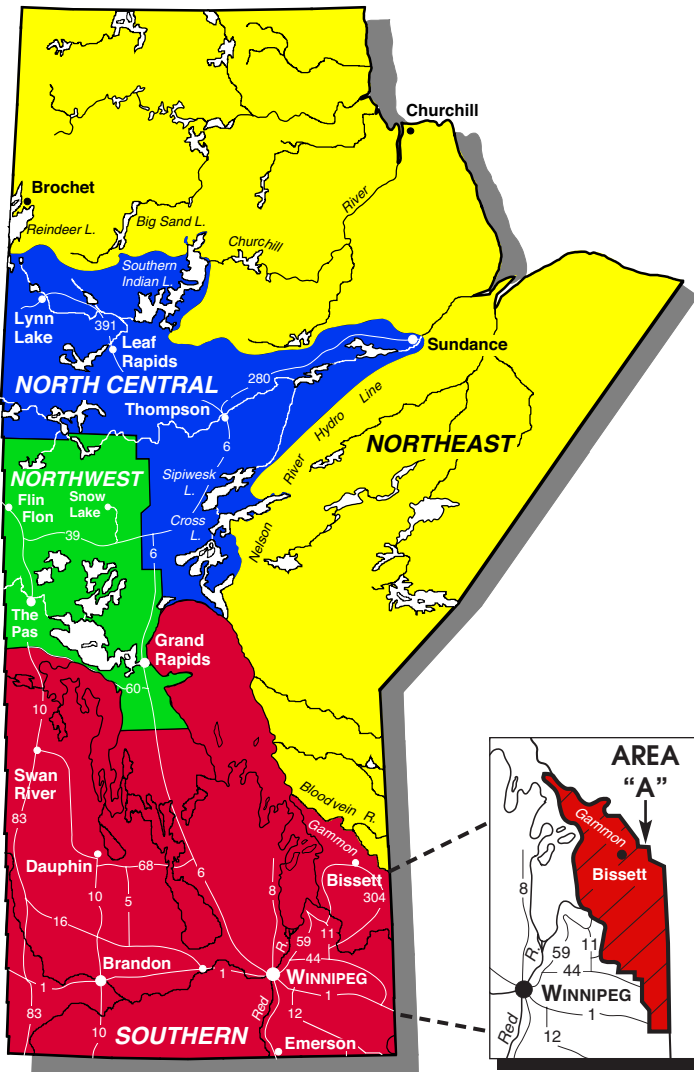 Churchill
Brochet
River
Reindeer L.
Big Sand L.
Churchill
Southern
Indian L.
Lynn
Lake
391
Leaf
Rapids
Sundance
NORTH CENTRAL
280
Thompson
6
Nelson River Hydro Line
NORTHEAST
NORTHWEST
Sipiwesk
L.
Flin
Flon
Snow
Lake
Cross
L.
39
6
The
Pas
Grand
Rapids
60
10
Swan
River
83
Bloodvein R.
Gammon
Dauphin
68
6
8
Bissett
304
10
5
16
11
59
R.
44
Brandon
1
1
WINNIPEG
1
83
10
Red
12
SOUTHERN
Emerson
AREA
“A”
Gammon
Bissett
8
R.
59
11
44
WINNIPEG
1
Red
12